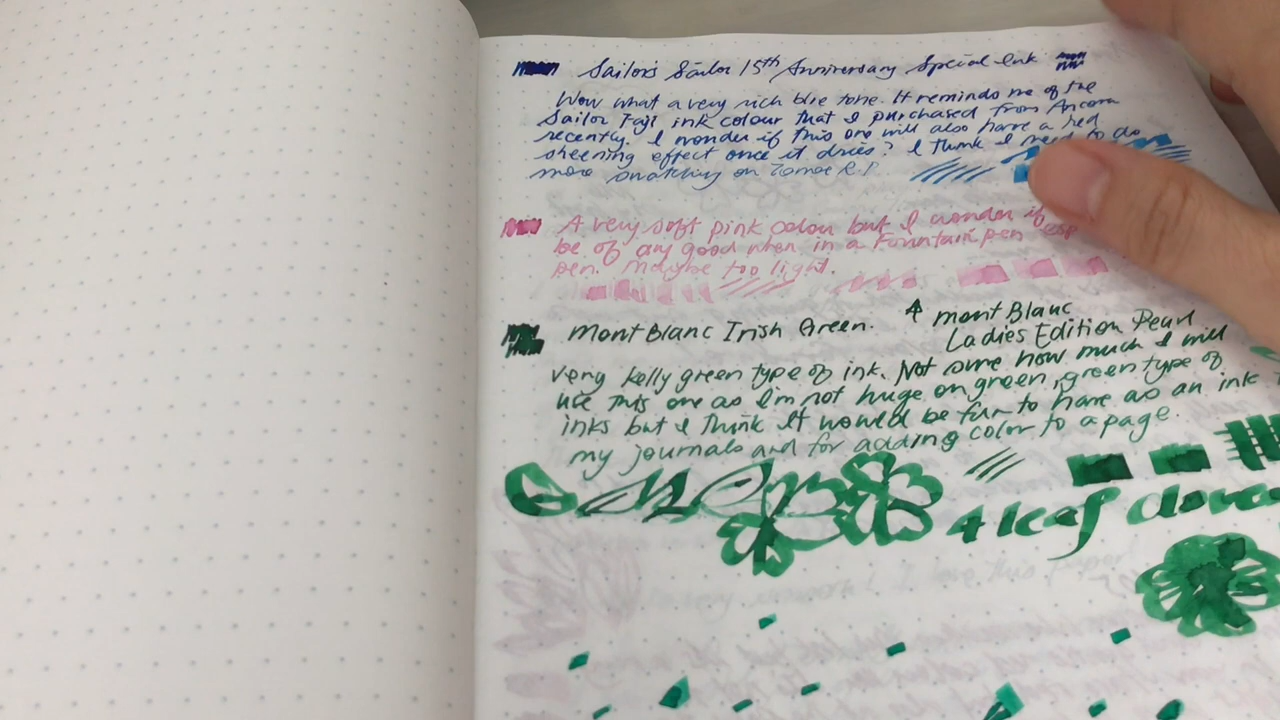 Sailor's Sailor 15th Anniversary Special Ink
Wow what a very rich blue tone. It reminds me of the
Sailor Fuji ink colour that I purchased from Ancora
recently. I wonder if this one will also have a red
sheening effect once it dries? I think I need to do
more swatching on Tomoe R.P
A very soft pink colour but I wonder if
be of any good when in a fountain pen esp
pen. Maybe too light.
↑ mont Blanc
Ladies Edition Pearl
Mont Blanc Irish Green.
very kelly green type of ink. Not sure how much I will
use this one as I'm not huge on green, green type of
inks but I think It would be fun to have as an ink
my journals and for adding color to a page.
4 leaf clover